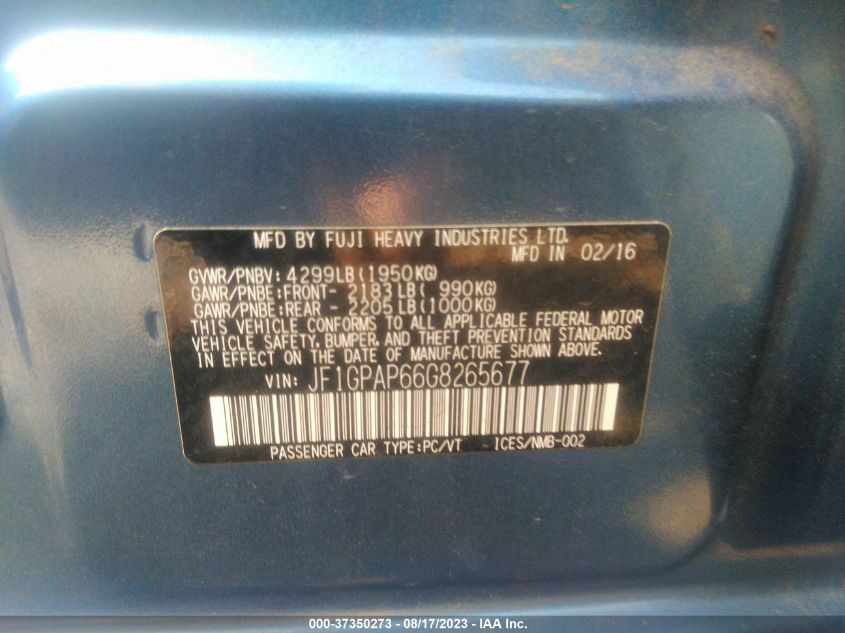 MFD BY FUJI HEAVY INDUSTRIES LTD.
MFD IN 02/16
GVWR/PNBV: 4299LB(1950KG)
GAWR/PNBE:FRONT- 2183LB( 990KG)
GAWR/PNBE:REAR - 2205LB(1000KG)
THIS VEHICLE CONFORMS TO ALL APPLICABLE FEDERAL MOTOR
VEHICLE SAFETY, BUMPER, AND THEFT PREVENTION STANDARDS
IN EFFECT ON THE DATE OF MANUFACTURE SHOWN ABOVE.
VIN: JF1GPAP66G8265677
PASSENGER CAR TYPE:PC/VT ICES/NMB-002
000-37350273 - 08/17/2023 - IAA Inc.